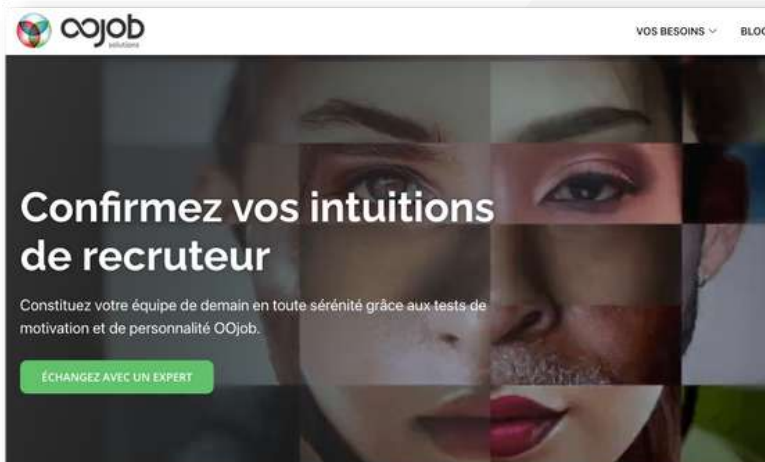 OOJOB
solutions
VOS BESOINS
BLOG
Confirmez vos intuitions
de recruteur
Constituez votre équipe de demain en toute sérénité grâce aux tests de
motivation et de personnalité OOjob.
ÉCHANGEZ AVEC UN EXPERT